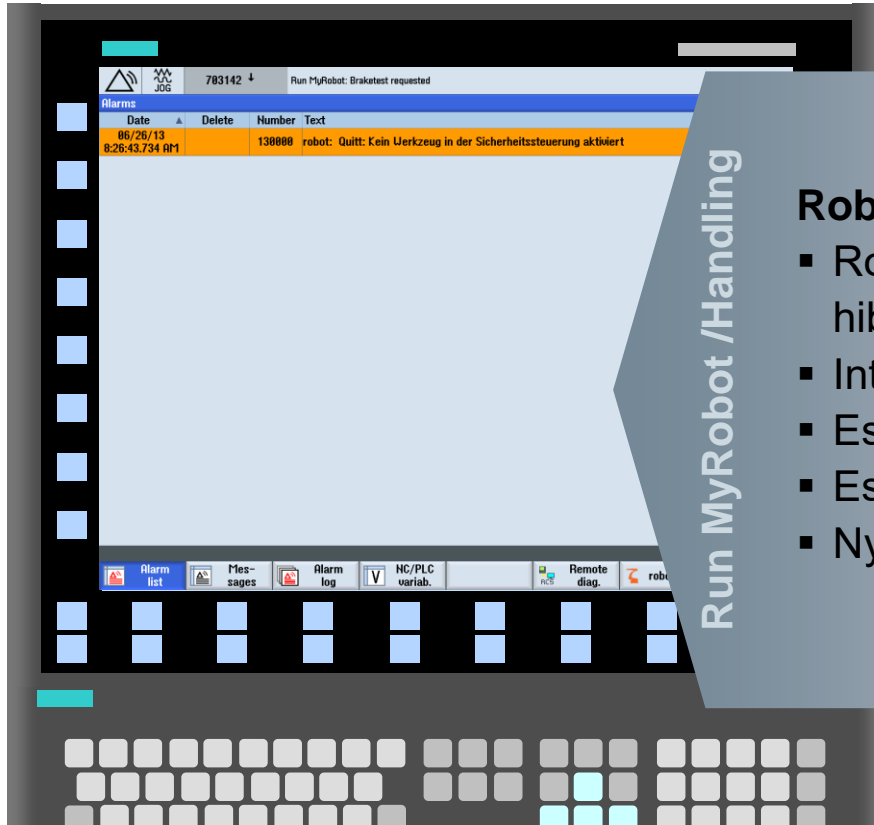 JOG
703142
Run MyRobot: Braketest requested
Alarms
Date Delete Number Text
06/26/13
8:26:43.734 AM
130000 robot: Quitt: Kein Werkzeug in der Sicherheitssteuerung aktiviert
Run MyRobot /Handling
Rob
▪ Ro
hib
▪ Int
▪ Es
▪ Es
▪ Ny
Alarm
list
Mes-
sages
Alarm
log
V
NC/PLC
variab.
RCS
Remote
diag.
robo